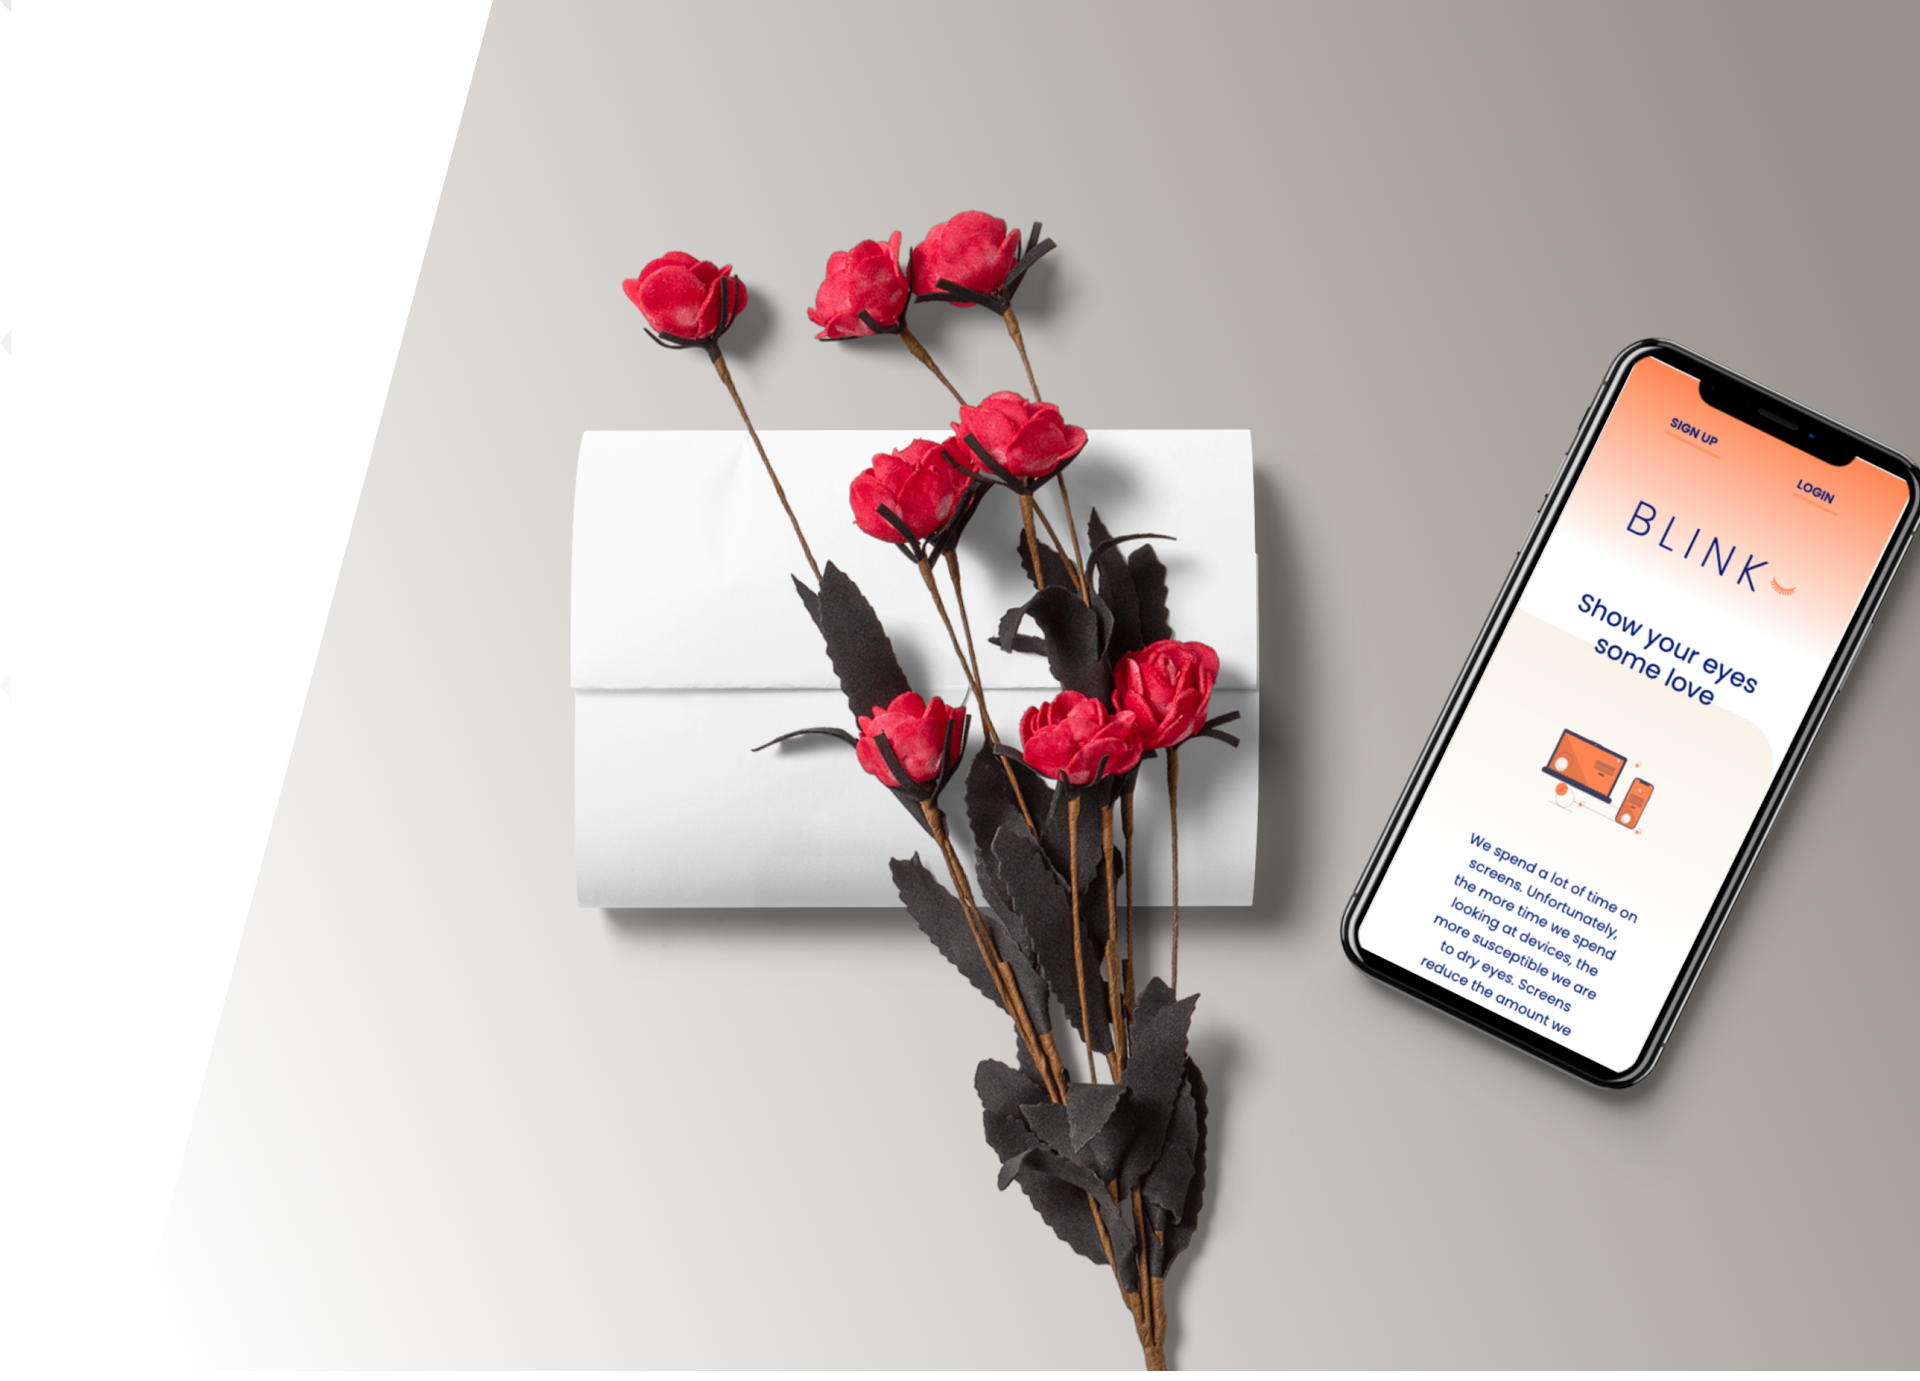 SIGN UP
LOGIN
BLINK
Show your eyes
some love
We spend a lot of time on
screens. Unfortunately,
the more time we spend
looking at devices, the
more susceptible we are
to dry eyes. Screens
reduce the amount we